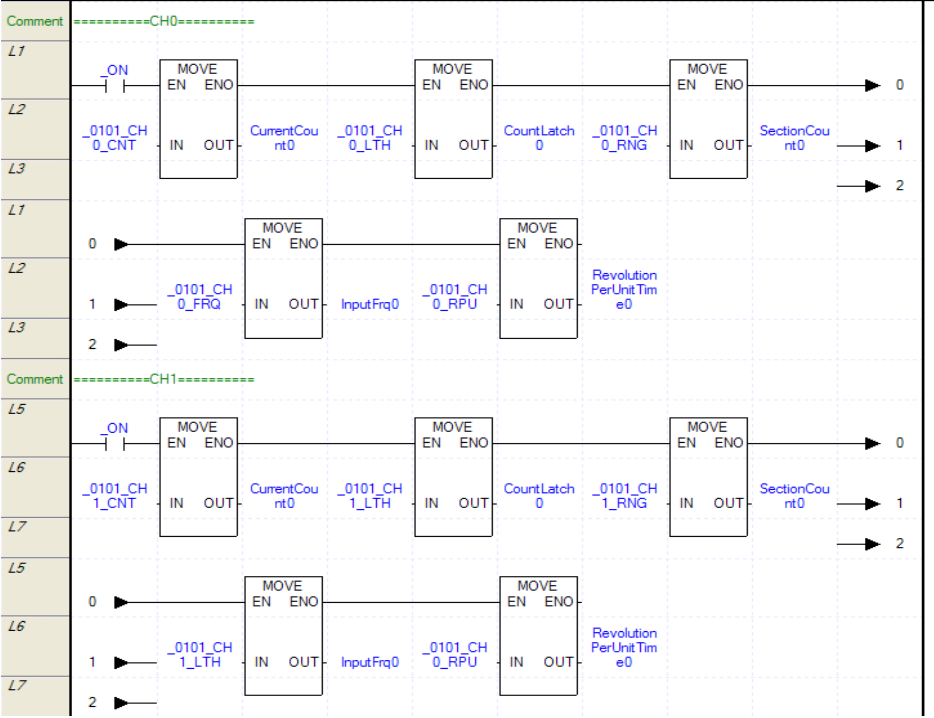 Comment ==========CH0==========
L1
_ON MOVE MOVE MOVE
EN ENO EN ENO EN ENO 0
L2
_0101_CH CurrentCou _0101_CH CountLatch _0101_CH SectionCou
0_CNT IN OUT nt0 0_LTH IN OUT 0 0_RNG IN OUT nt0 1
L3
2
L1
MOVE MOVE
0 EN ENO EN ENO
L2
Revolution
_0101_CH _0101_CH PerUnitTim
1 0_FRQ IN OUT InputFrq0 0_RPU IN OUT e0
L3
2
Comment ==========CH1==========
L5
_ON MOVE MOVE MOVE
EN ENO EN ENO EN ENO 0
L6
_0101_CH CurrentCou _0101_CH CountLatch _0101_CH SectionCou
1_CNT IN OUT nt0 1_LTH IN OUT 0 1_RNG IN OUT nt0 1
L7
2
L5
MOVE MOVE
0 EN ENO EN ENO
L6
Revolution
_0101_CH _0101_CH PerUnitTim
1 1_LTH IN OUT InputFrq0 0_RPU IN OUT e0
L7
2